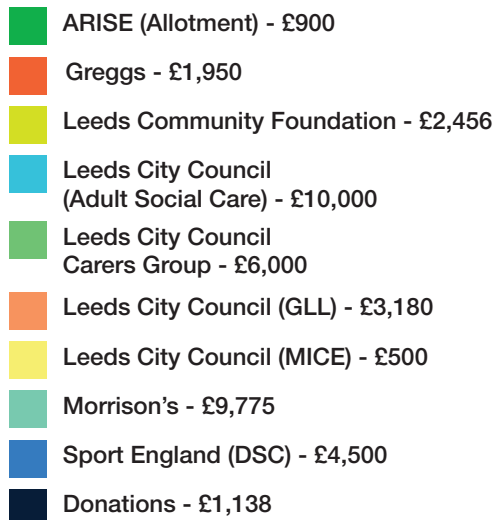 ARISE (Allotment) - £900
Greggs - £1,950
Leeds Community Foundation - £2,456
Leeds City Council
(Adult Social Care) - £10,000
Leeds City Council
Carers Group - £6,000
Leeds City Council (GLL) - £3,180
Leeds City Council (MICE) - £500
Morrison's - £9,775
Sport England (DSC) - £4,500
Donations - £1,138